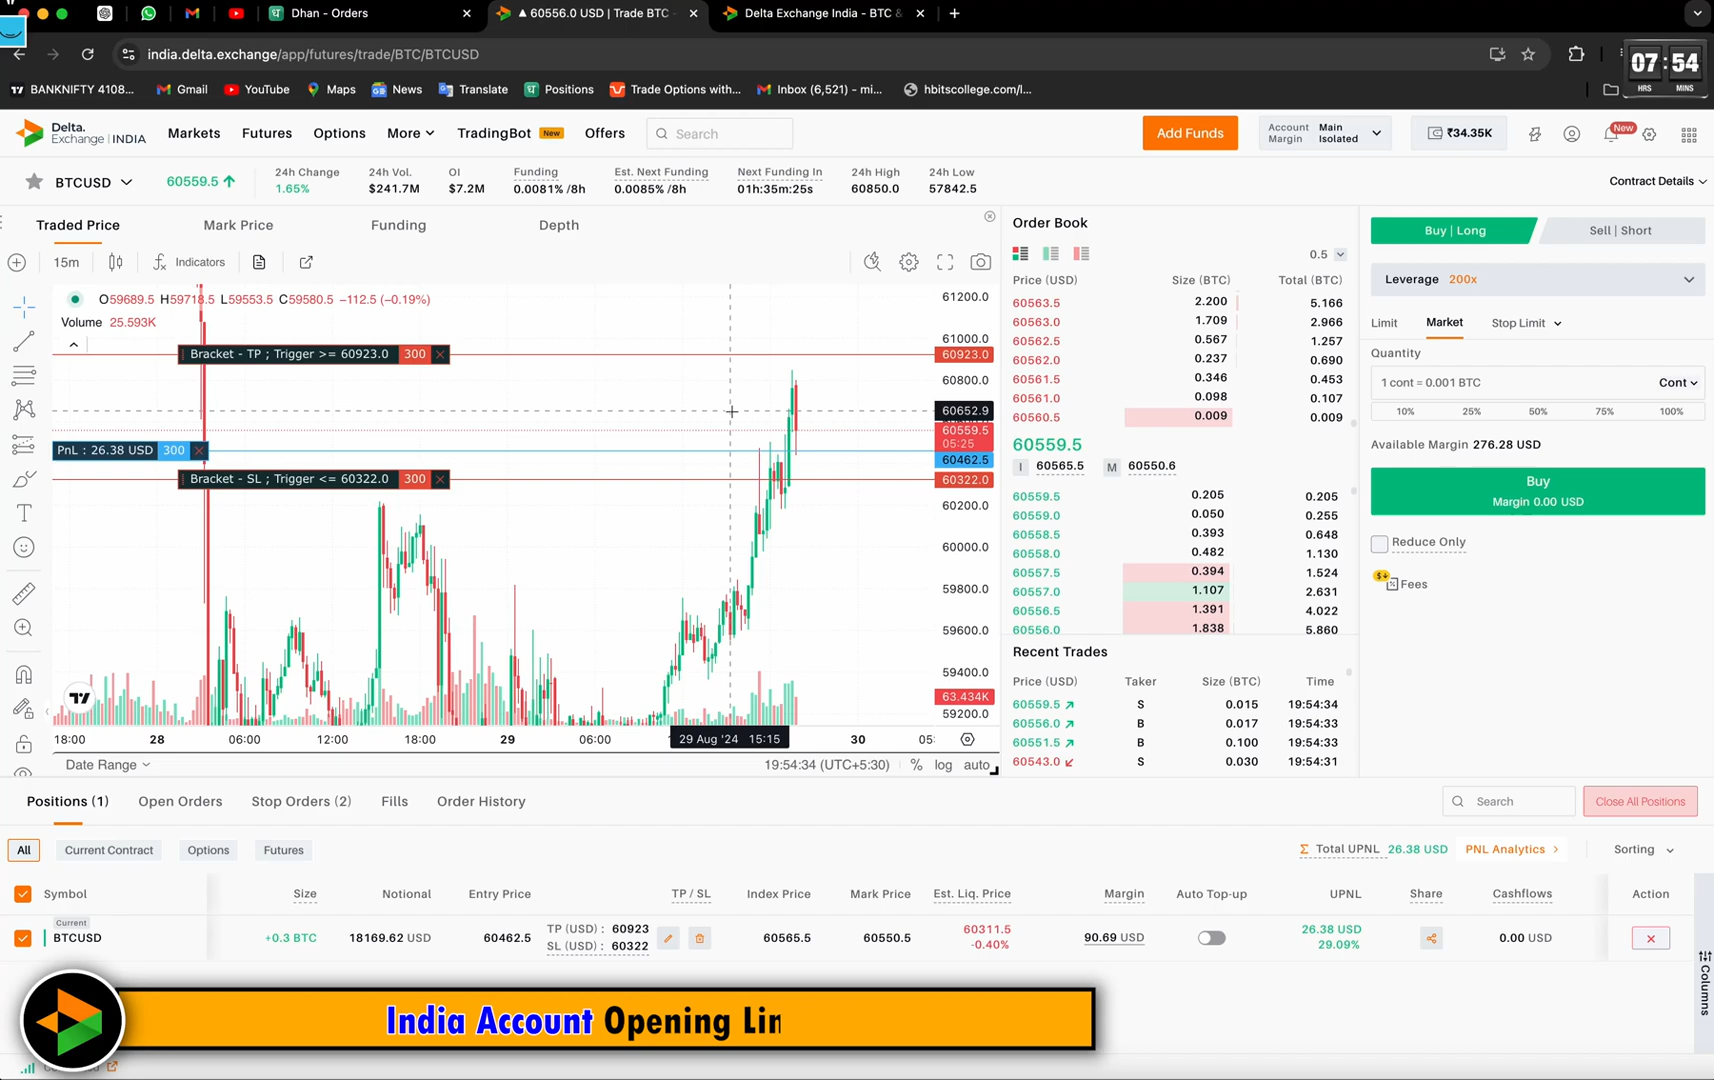 Dhan - Orders
▲ 60556.0 USD | Trade BTC
Delta Exchange India - BTC &
india.delta.exchange/app/futures/trade/BTC/BTCUSD
07:54
HRS MINS
BANKNIFTY 4108...
Gmail
YouTube
Maps
News
Translate
Positions
Trade Options with...
Inbox (6,521) - mi...
hbitscollege.com/l...
Delta.
Exchange INDIA
Markets
Futures
Options
More
TradingBot New
Offers
Search
Add Funds
Account Main
Margin Isolated
₹34.35K
New
BTCUSD
60559.5
24h Change
1.65%
24h Vol.
$241.7M
OI
$7.2M
Funding
0.0081% /8h
Est. Next Funding
0.0085% /8h
Next Funding In
01h:35m:25s
24h High
60850.0
24h Low
57842.5
Contract Details
Traded Price
Mark Price
Funding
Depth
15m
Indicators
O59689.5 H59718.5 L59553.5 C59580.5 −112.5 (−0.19%)
Volume 25.593K
Bracket - TP ; Trigger >= 60923.0 300
PnL : 26.38 USD 300
Bracket - SL ; Trigger <= 60322.0 300
61200.0
61000.0
60923.0
60800.0
60652.9
60559.5
05:25
60462.5
60322.0
60200.0
60000.0
59800.0
59600.0
59400.0
63.434K
59200.0
18:00
28
06:00
12:00
18:00
29
06:00
29 Aug '24 15:15
30
05:
Date Range
19:54:34 (UTC+5:30)
%
log
auto
Order Book
0.5
Price (USD) Size (BTC) Total (BTC)
60563.5 2.200 5.166
60563.0 1.709 2.966
60562.5 0.567 1.257
60562.0 0.237 0.690
60561.5 0.346 0.453
60561.0 0.098 0.107
60560.5 0.009 0.009
60559.5
I 60565.5 M 60550.6
60559.5 0.205 0.205
60559.0 0.050 0.255
60558.5 0.393 0.648
60558.0 0.482 1.130
60557.5 0.394 1.524
60557.0 1.107 2.631
60556.5 1.391 4.022
60556.0 1.838 5.860
Recent Trades
Price (USD) Taker Size (BTC) Time
60559.5 S 0.015 19:54:34
60556.0 B 0.017 19:54:33
60551.5 B 0.100 19:54:33
60543.0 S 0.030 19:54:31
Buy | Long
Sell | Short
Leverage 200x
Limit
Market
Stop Limit
Quantity
1 cont = 0.001 BTC
Cont
10% 25% 50% 75% 100%
Available Margin 276.28 USD
Buy
Margin 0.00 USD
Reduce Only
Fees
Positions (1)
Open Orders
Stop Orders (2)
Fills
Order History
Search
Close All Positions
All
Current Contract
Options
Futures
Σ Total UPNL 26.38 USD
PNL Analytics
Sorting
Symbol
Size
Notional
Entry Price
TP / SL
Index Price
Mark Price
Est. Liq. Price
Margin
Auto Top-up
UPNL
Share
Cashflows
Action
Current
BTCUSD
+0.3 BTC
18169.62 USD
60462.5
TP (USD) : 60923
SL (USD) : 60322
60565.5
60550.5
60311.5
-0.40%
90.69 USD
26.38 USD
29.09%
0.00 USD
Columns
India Account Opening Lin